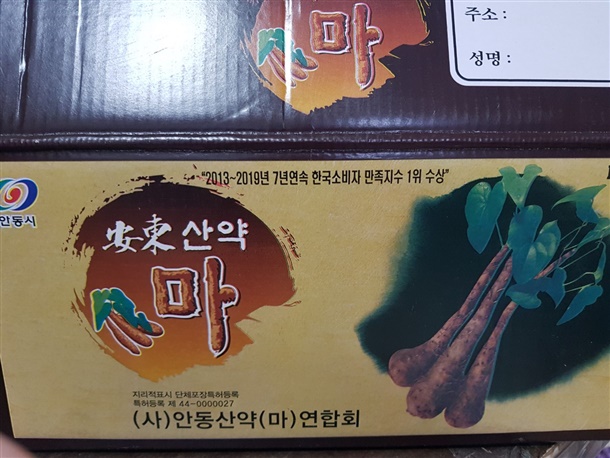 마
주소 :
성명 :
"2013~2019년 7년연속 한국소비자 만족지수 1위 수상"
안동시
安東 산약
마
지리적표시 단체포장특허등록
특허등록 제 44-0000027
(사)안동산약(마)연합회